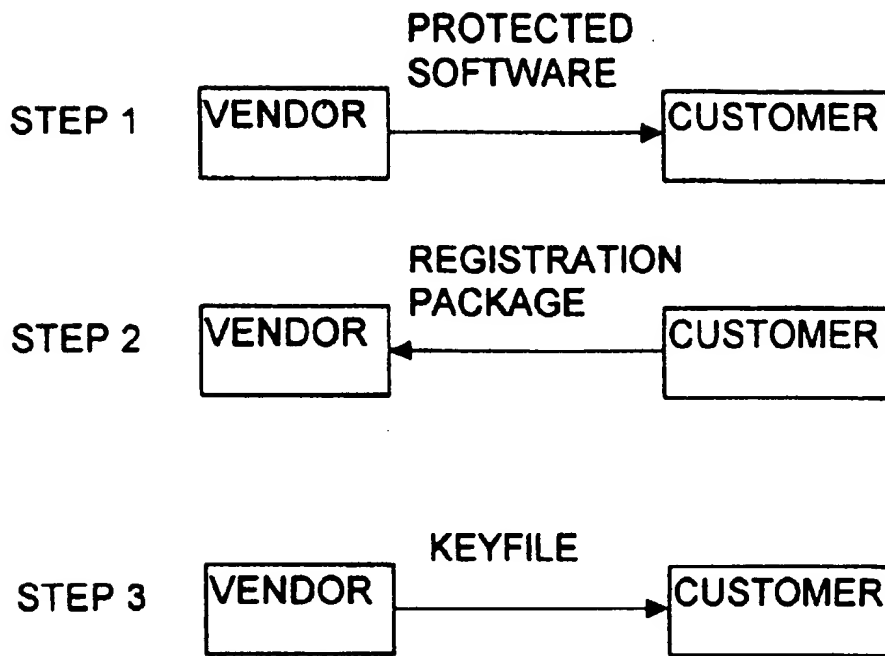 PROTECTED
SOFTWARE
STEP 1
VENDOR
CUSTOMER
REGISTRATION
PACKAGE
STEP 2
VENDOR
CUSTOMER
KEYFILE
STEP 3
VENDOR
CUSTOMER